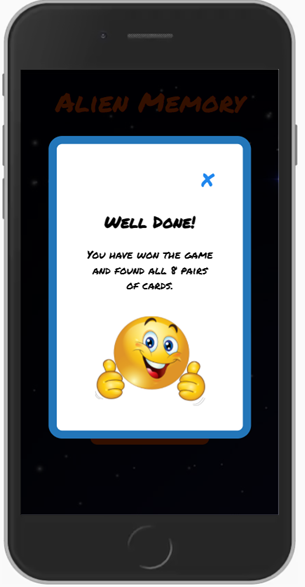 Alien Memory
X
Well Done!
You have won the game
and found all 8 pairs
of cards.